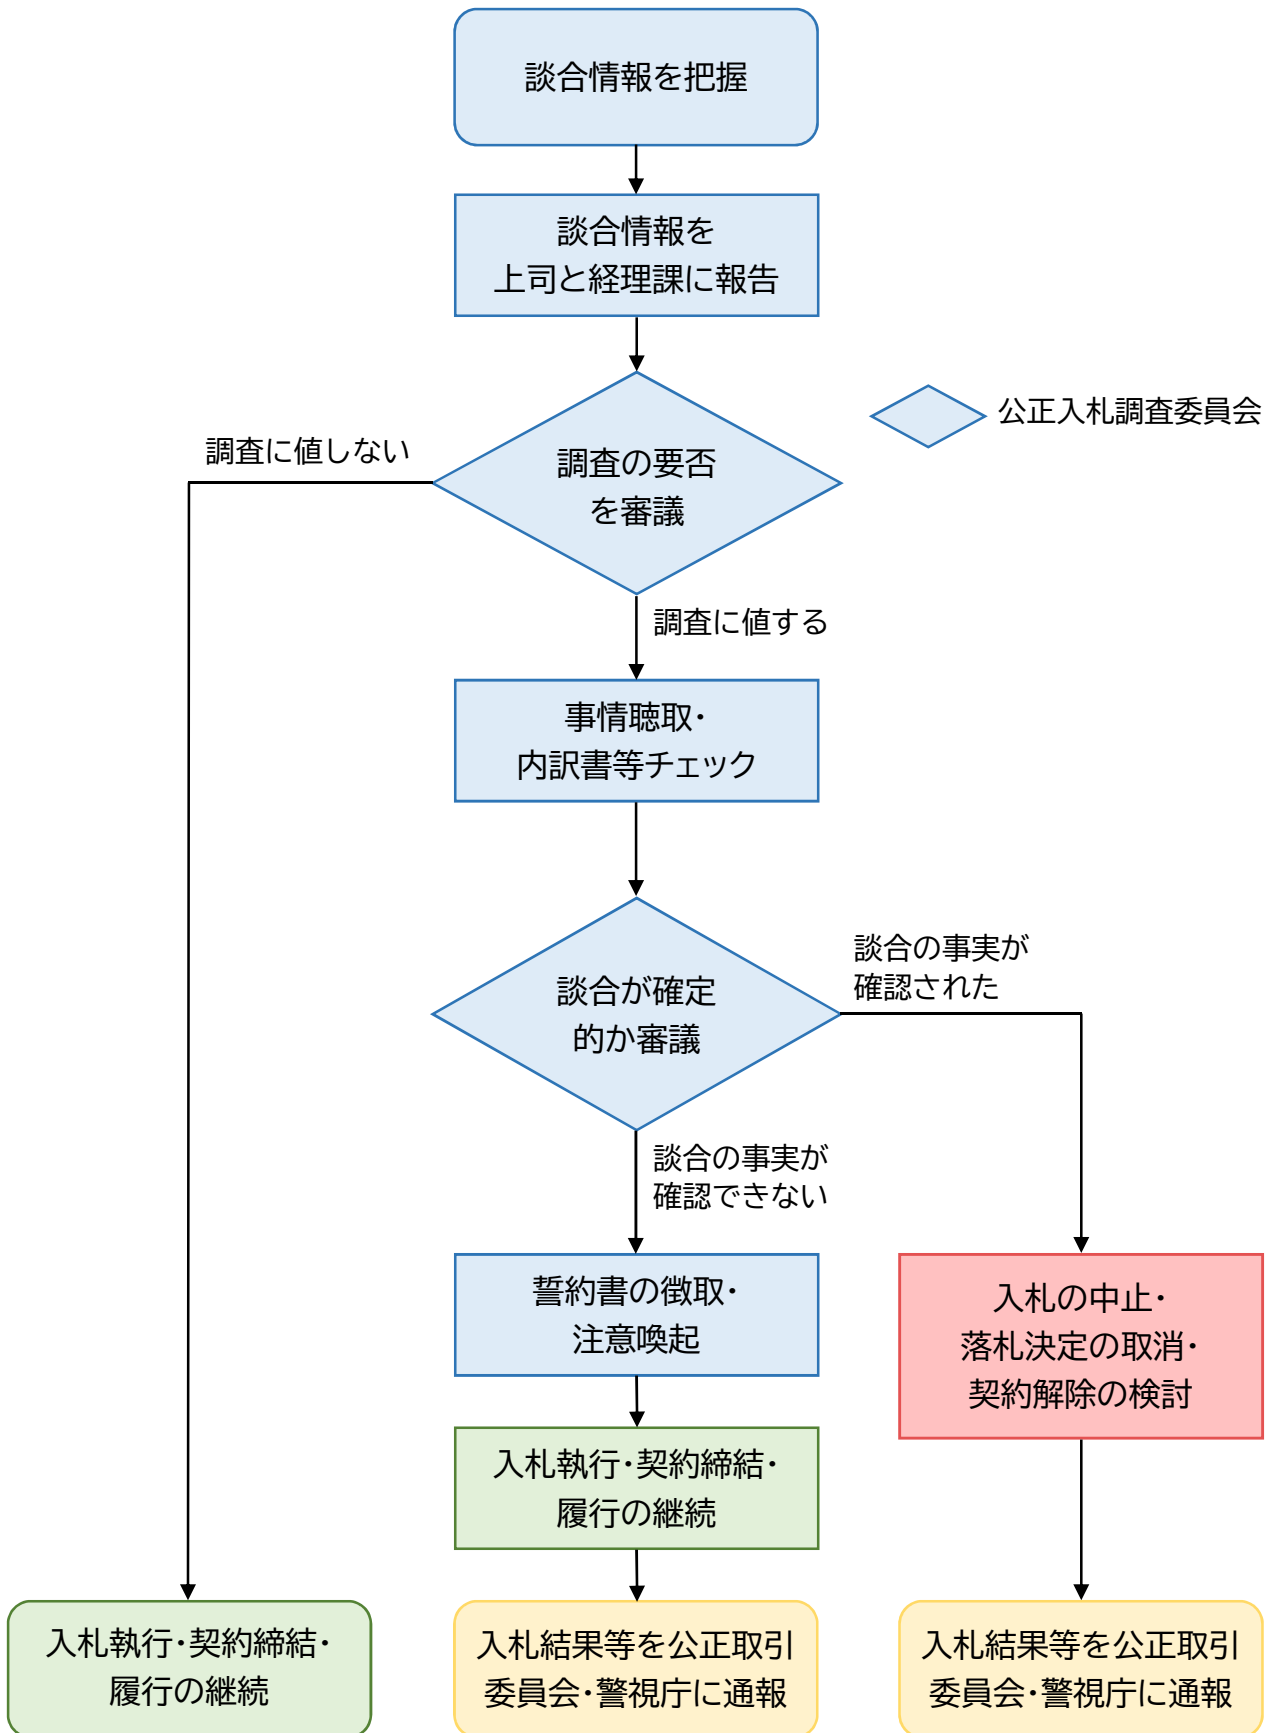 談合情報を把握
談合情報を
上司と経理課に報告
公正入札調査委員会
調査に値しない
調査の要否
を審議
調査に値する
事情聴取・
内訳書等チェック
談合の事実が
確認された
談合が確定
的か審議
談合の事実が
確認できない
誓約書の徴取・
注意喚起
入札の中止・
落札決定の取消・
契約解除の検討
入札執行・契約締結・
履行の継続
入札執行・契約締結・
履行の継続
入札結果等を公正取引
委員会・警視庁に通報
入札結果等を公正取引
委員会・警視庁に通報